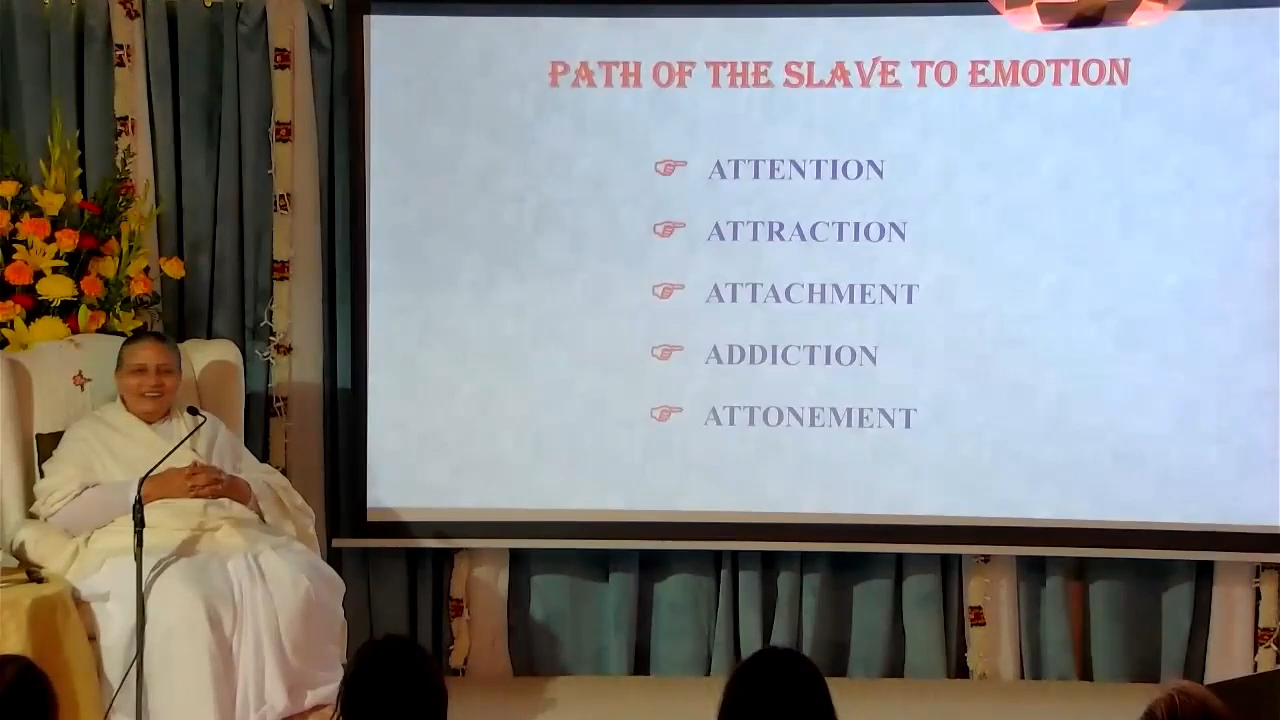 PATH OF THE SLAVE TO EMOTION
ATTENTION
ATTRACTION
ATTACHMENT
ADDICTION
ATTONEMENT